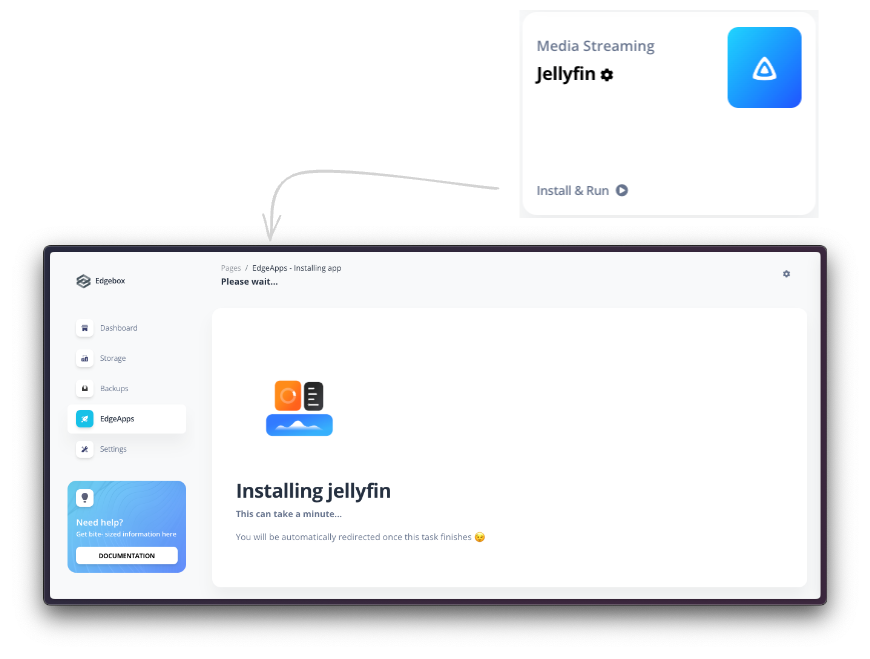 Media Streaming
Jellyfin
Install & Run
Edgebox
Pages / EdgeApps - Installing app
Please wait...
Dashboard
Storage
Backups
EdgeApps
Settings
Need help?
Get bite- sized information here
DOCUMENTATION
Installing jellyfin
This can take a minute...
You will be automatically redirected once this task finishes 😉